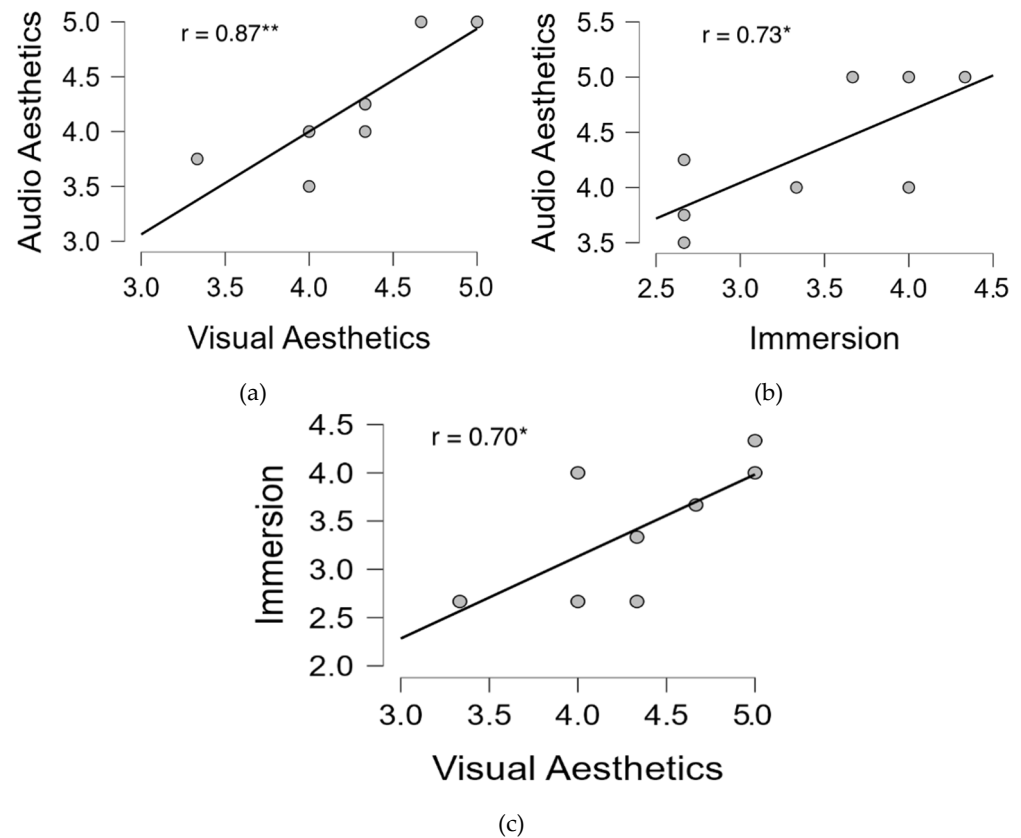 r = 0.87**
5.0
4.5
4.0
3.5
3.0
Audio Aesthetics
3.0 3.5 4.0 4.5 5.0
Visual Aesthetics
(a)
r = 0.73*
5.5
5.0
4.5
4.0
3.5
Audio Aesthetics
2.5 3.0 3.5 4.0 4.5
Immersion
(b)
r = 0.70*
4.5
4.0
3.5
3.0
2.5
2.0
Immersion
3.0 3.5 4.0 4.5 5.0
Visual Aesthetics
(c)